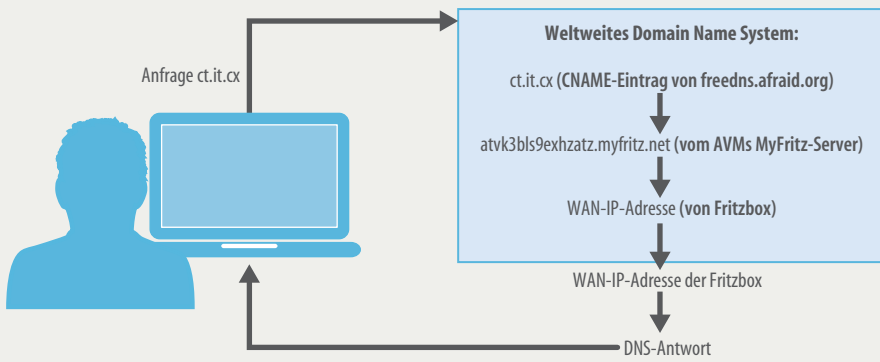 Weltweites Domain Name System:
Anfrage ct.it.cx
ct.it.cx (CNAME-Eintrag von freedns.afraid.org)
atvk3bls9exhzatz.myfritz.net (vom AVMs MyFritz-Server)
WAN-IP-Adresse (von Fritzbox)
WAN-IP-Adresse der Fritzbox
DNS-Antwort